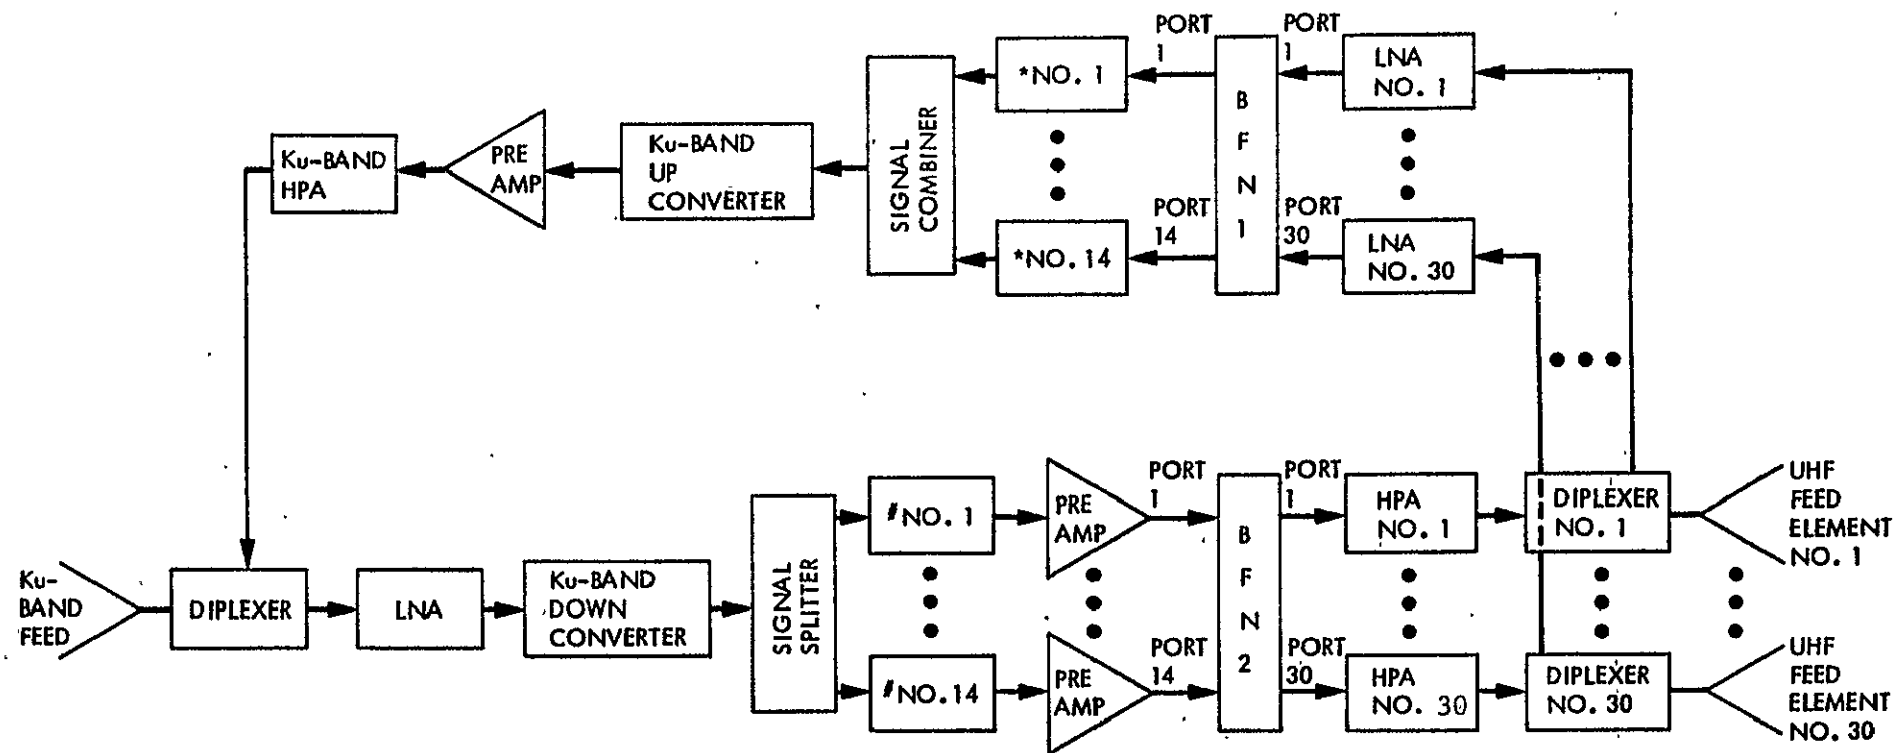 PORT
1
PORT
1
*NO. 1
B
F
N
1
LNA
NO. 1
Ku-BAND
HPA
PRE
AMP
Ku-BAND
UP
CONVERTER
SIGNAL
COMBINER
*NO. 14
PORT
14
PORT
30
LNA
NO. 30
Ku-
BAND
FEED
DIPLEXER
LNA
Ku-BAND
DOWN
CONVERTER
SIGNAL
SPLITTER
#NO. 1
PRE
AMP
PORT
1
B
F
N
2
PORT
1
HPA
NO. 1
DIPLEXER
NO. 1
UHF
FEED
ELEMENT
NO. 1
#NO. 14
PRE
AMP
PORT
14
PORT
30
HPA
NO. 30
DIPLEXER
NO. 30
UHF
FEED
ELEMENT
NO. 30